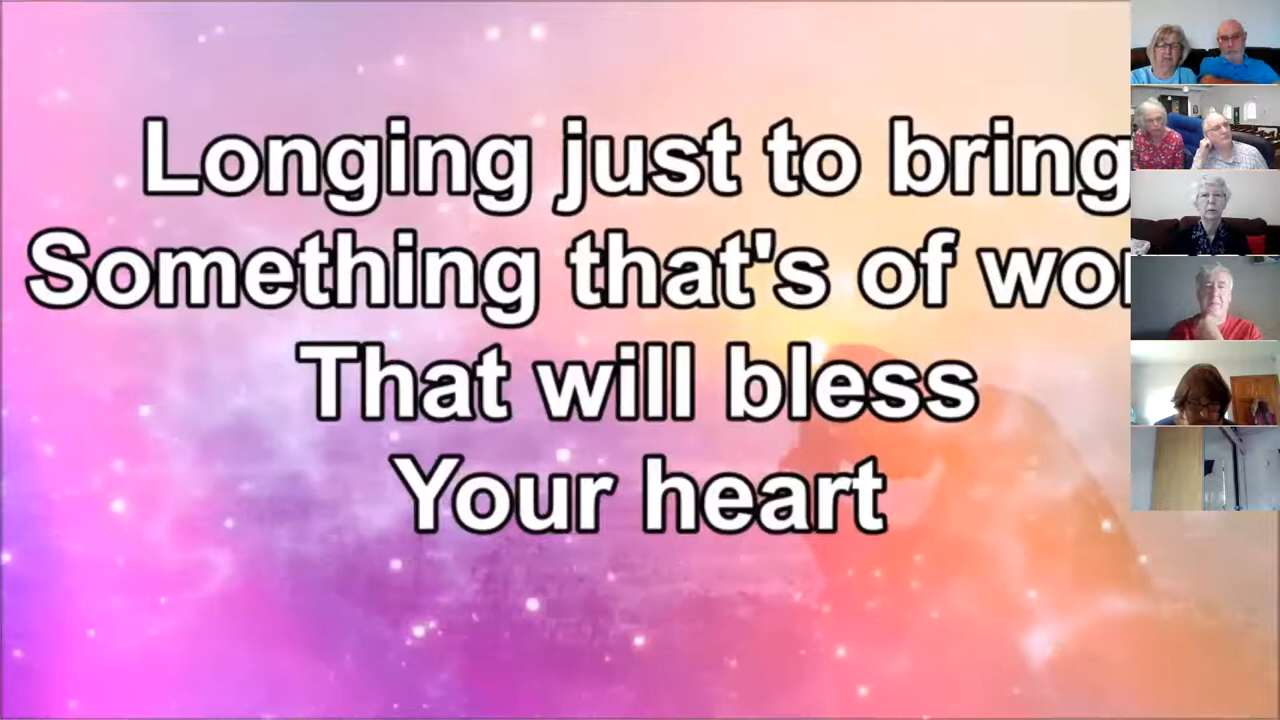 Longing just to bring
Something that's of
That will bless
Your heart